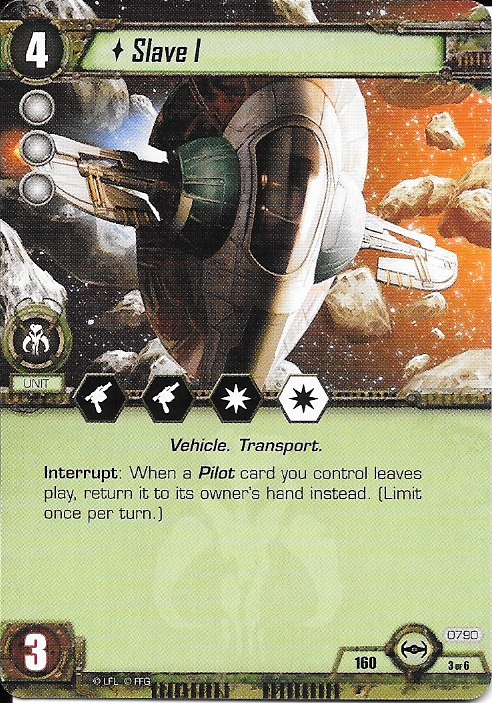 4
Slave I
UNIT
Vehicle. Transport.
Interrupt: When a Pilot card you control leaves
play, return it to its owner's hand instead. (Limit
once per turn.)
3
© LFL © FFG
160
0790
3 OF 6